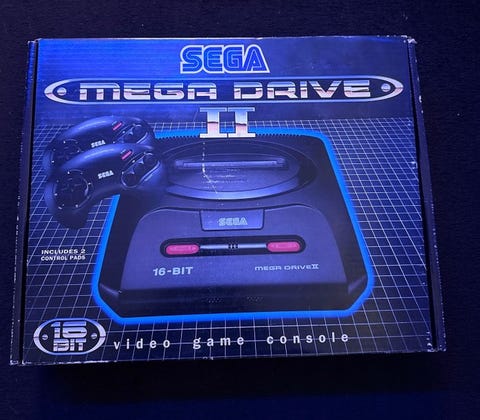 SEGA
MEGA DRIVE
II
SEGA
SEGA
SEGA
INCLUDES 2
CONTROL PADS
16-BIT
MEGA DRIVE II
16
BIT
video game console